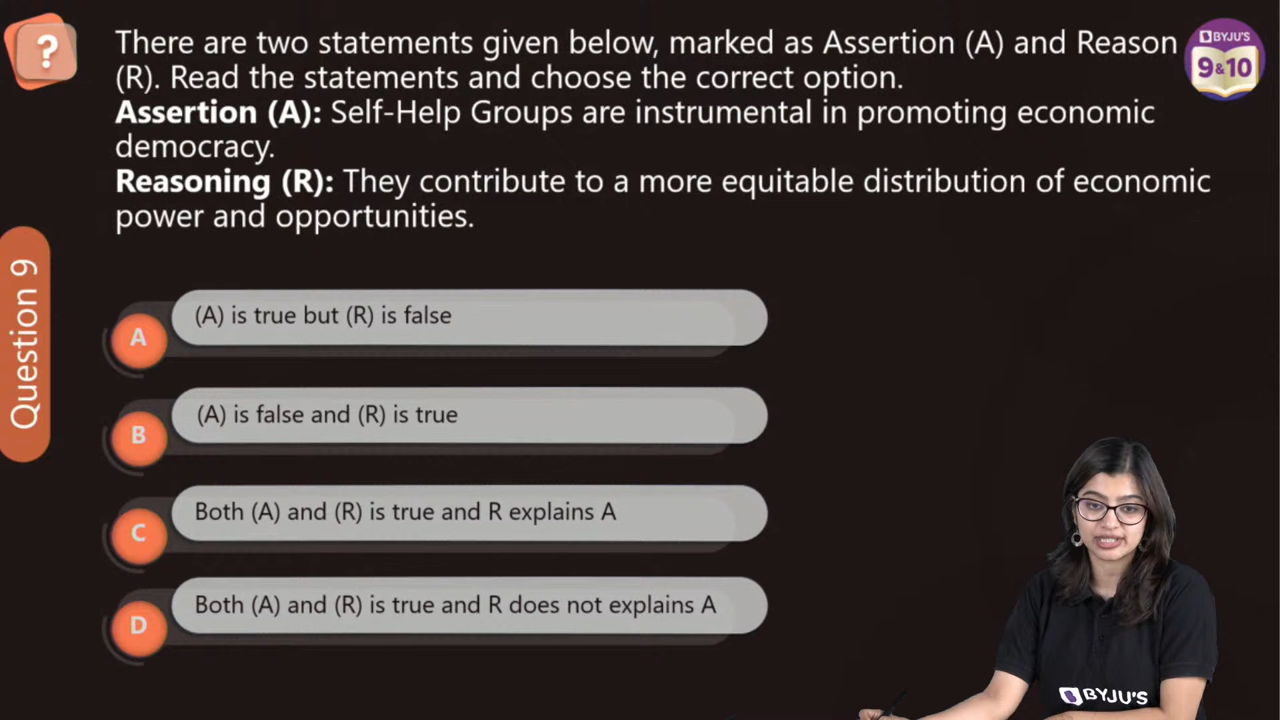 ?
There are two statements given below, marked as Assertion (A) and Reason
(R). Read the statements and choose the correct option.
Assertion (A): Self-Help Groups are instrumental in promoting economic
democracy.
Reasoning (R): They contribute to a more equitable distribution of economic
power and opportunities.
BYJU'S
9&10
Question 9
A
(A) is true but (R) is false
B
(A) is false and (R) is true
C
Both (A) and (R) is true and R explains A
D
Both (A) and (R) is true and R does not explains A
BYJU'S